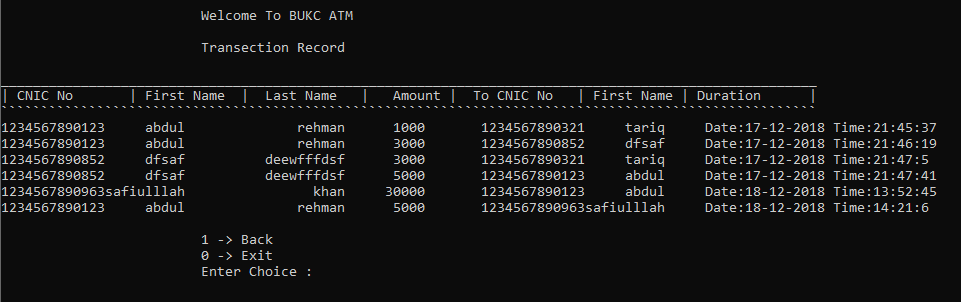 Welcome To BUKC ATM
Transection Record
| CNIC No | First Name | Last Name | Amount | To CNIC No | First Name | Duration |
1234567890123 abdul rehman 1000 1234567890321 tariq Date:17-12-2018 Time:21:45:37
1234567890123 abdul rehman 3000 1234567890852 dfsaf Date:17-12-2018 Time:21:46:19
1234567890852 dfsaf deewfffdsf 3000 1234567890321 tariq Date:17-12-2018 Time:21:47:5
1234567890852 dfsaf deewfffdsf 5000 1234567890123 abdul Date:17-12-2018 Time:21:47:41
1234567890963safiulllah khan 30000 1234567890123 abdul Date:18-12-2018 Time:13:52:45
1234567890123 abdul rehman 5000 1234567890963safiulllah Date:18-12-2018 Time:14:21:6
1 -> Back
0 -> Exit
Enter Choice :